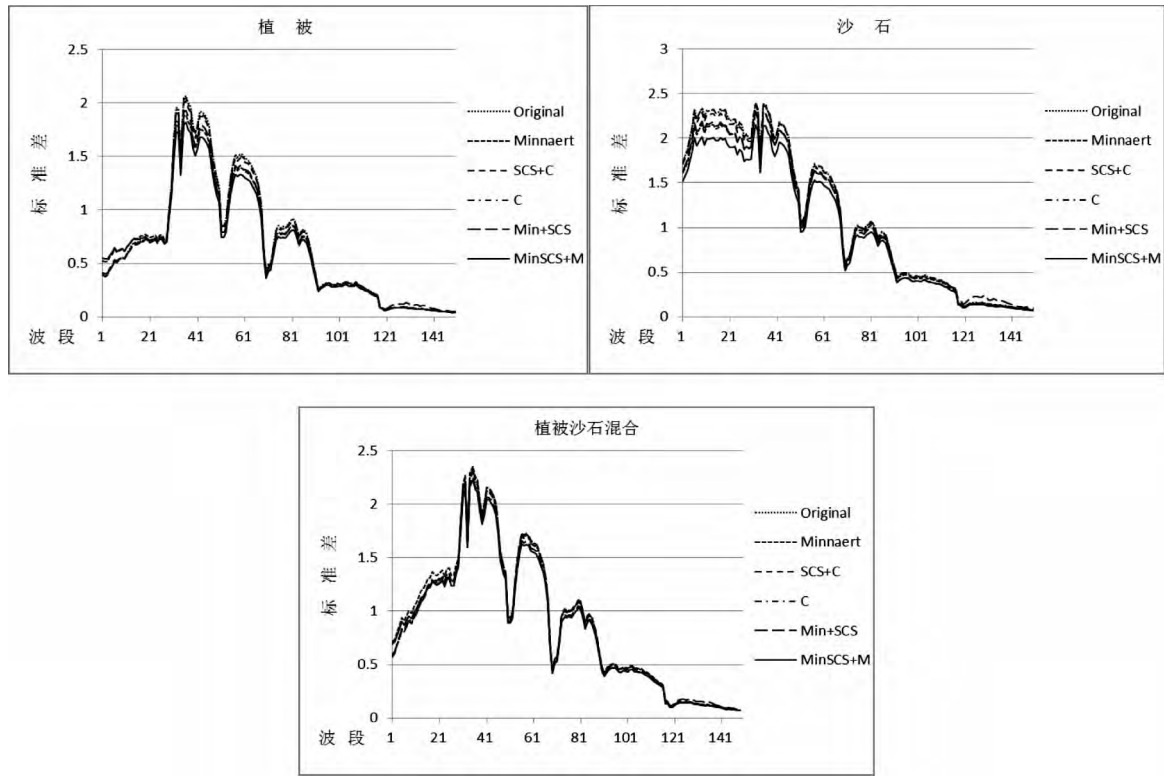 植 被
2.5
2
1.5
1
0.5
0
标 准 差
波 段
1 21 41 61 81 101 121 141
Original
Minnaert
SCS+C
C
Min+SCS
MinSCS+M
沙 石
3
2.5
2
1.5
1
0.5
0
标 准 差
波 段
1 21 41 61 81 101 121 141
Original
Minnaert
SCS+C
C
Min+SCS
MinSCS+M
植被沙石混合
2.5
2
1.5
1
0.5
0
标 准 差
波 段
1 21 41 61 81 101 121 141
Original
Minnaert
SCS+C
C
Min+SCS
MinSCS+M